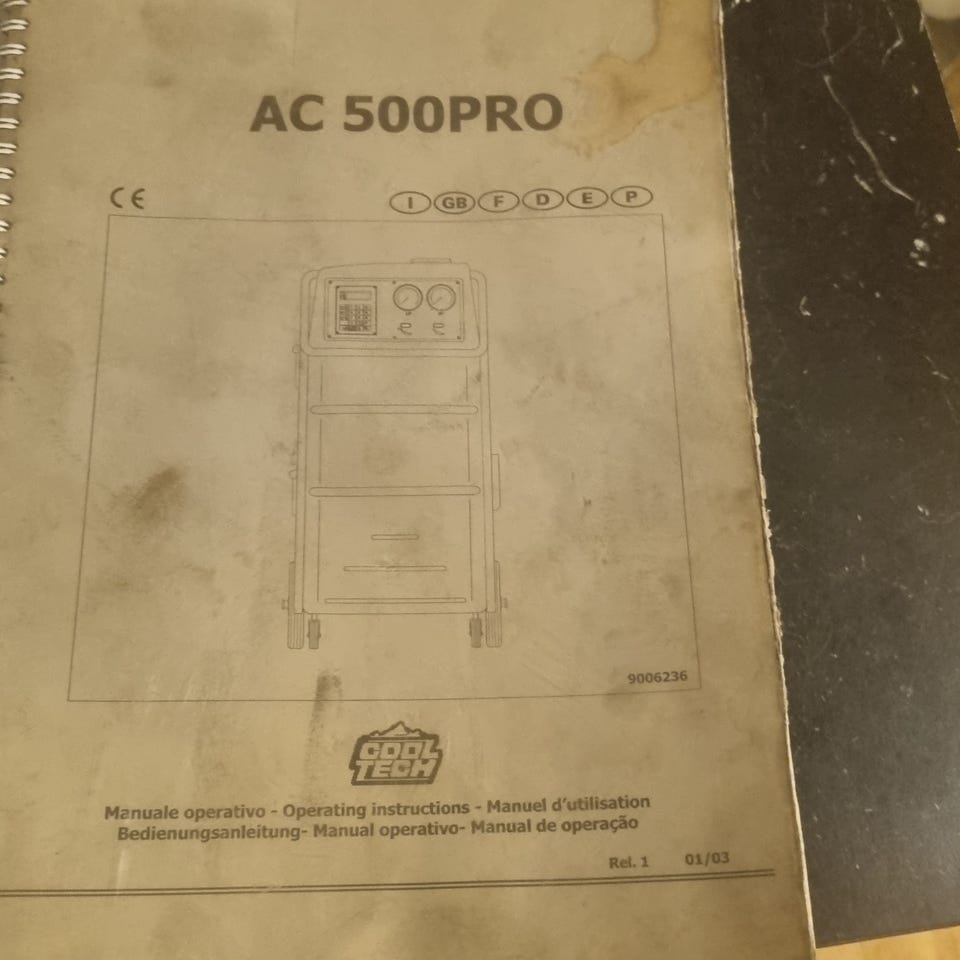 AC 500PRO
CE
I GB F D E P
9006236
COOL
TECH
Manuale operativo - Operating instructions - Manuel d'utilisation
Bedienungsanleitung- Manual operativo- Manual de operação
Rel. 1 01/03